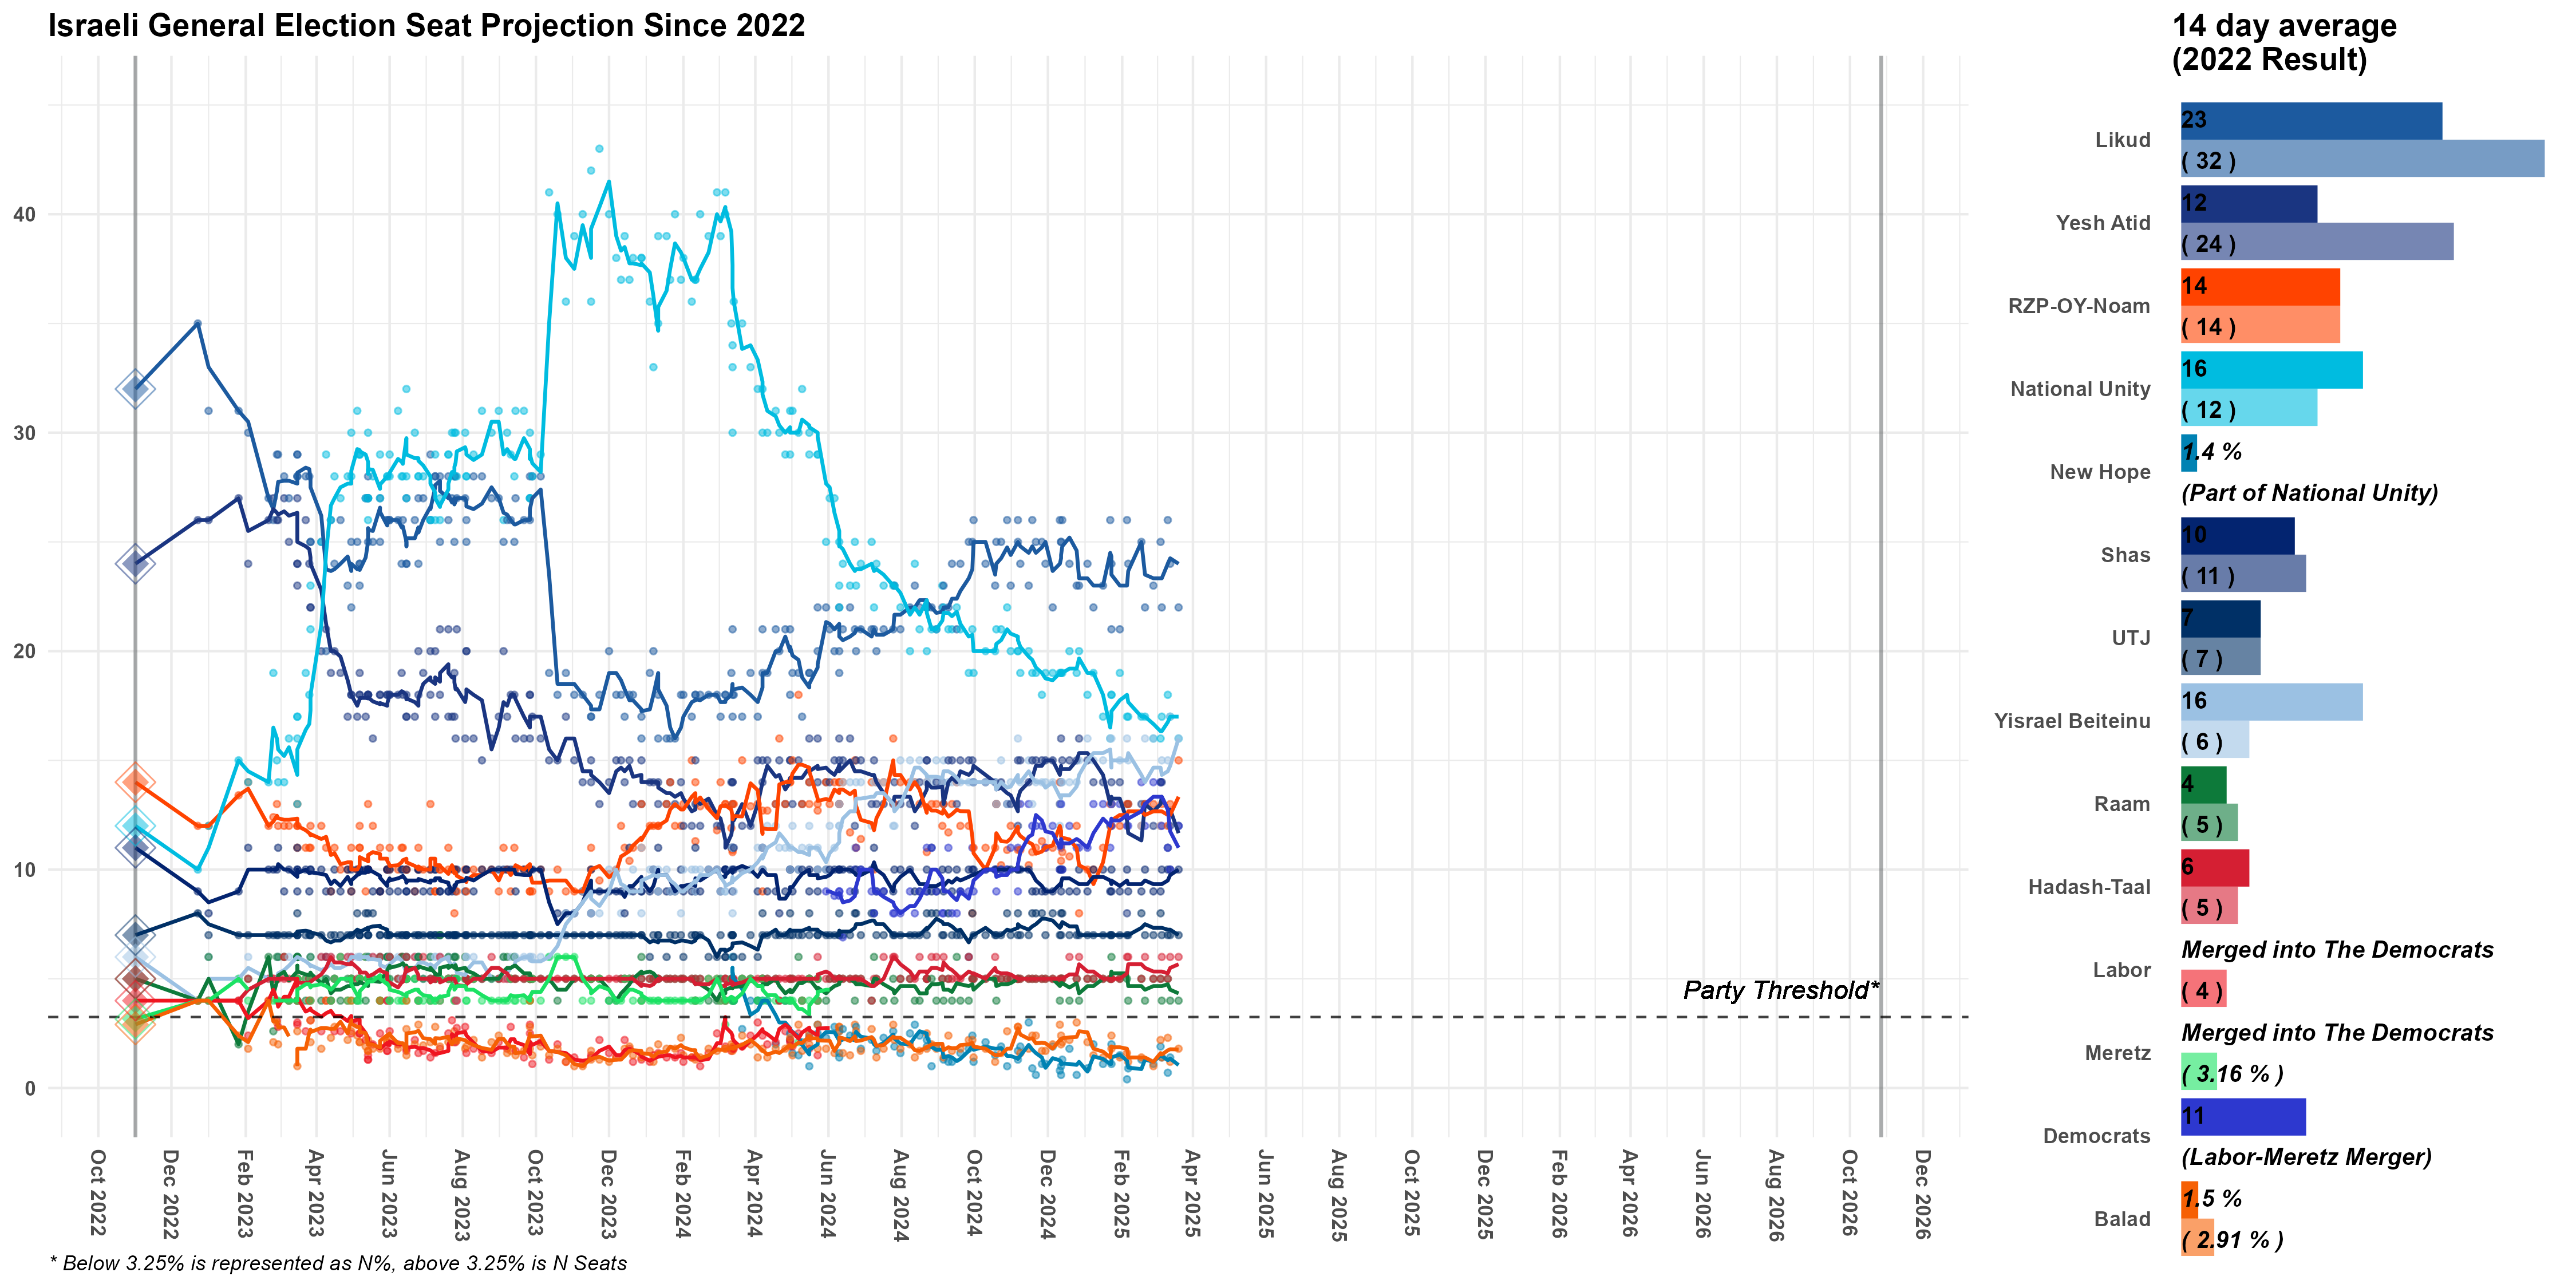 Israeli General Election Seat Projection Since 2022
14 day average
(2022 Result)
40
30
20
10
0
Party Threshold*
Oct 2022
Dec 2022
Feb 2023
Apr 2023
Jun 2023
Aug 2023
Oct 2023
Dec 2023
Feb 2024
Apr 2024
Jun 2024
Aug 2024
Oct 2024
Dec 2024
Feb 2025
Apr 2025
Jun 2025
Aug 2025
Oct 2025
Dec 2025
Feb 2026
Apr 2026
Jun 2026
Aug 2026
Oct 2026
Dec 2026
* Below 3.25% is represented as N%, above 3.25% is N Seats
Likud
23
( 32 )
Yesh Atid
12
( 24 )
RZP-OY-Noam
14
( 14 )
National Unity
16
( 12 )
New Hope
1.4 %
(Part of National Unity)
Shas
10
( 11 )
UTJ
7
( 7 )
Yisrael Beiteinu
16
( 6 )
Raam
4
( 5 )
Hadash-Taal
6
( 5 )
Labor
Merged into The Democrats
( 4 )
Meretz
Merged into The Democrats
( 3.16 % )
Democrats
11
(Labor-Meretz Merger)
Balad
1.5 %
( 2.91 % )